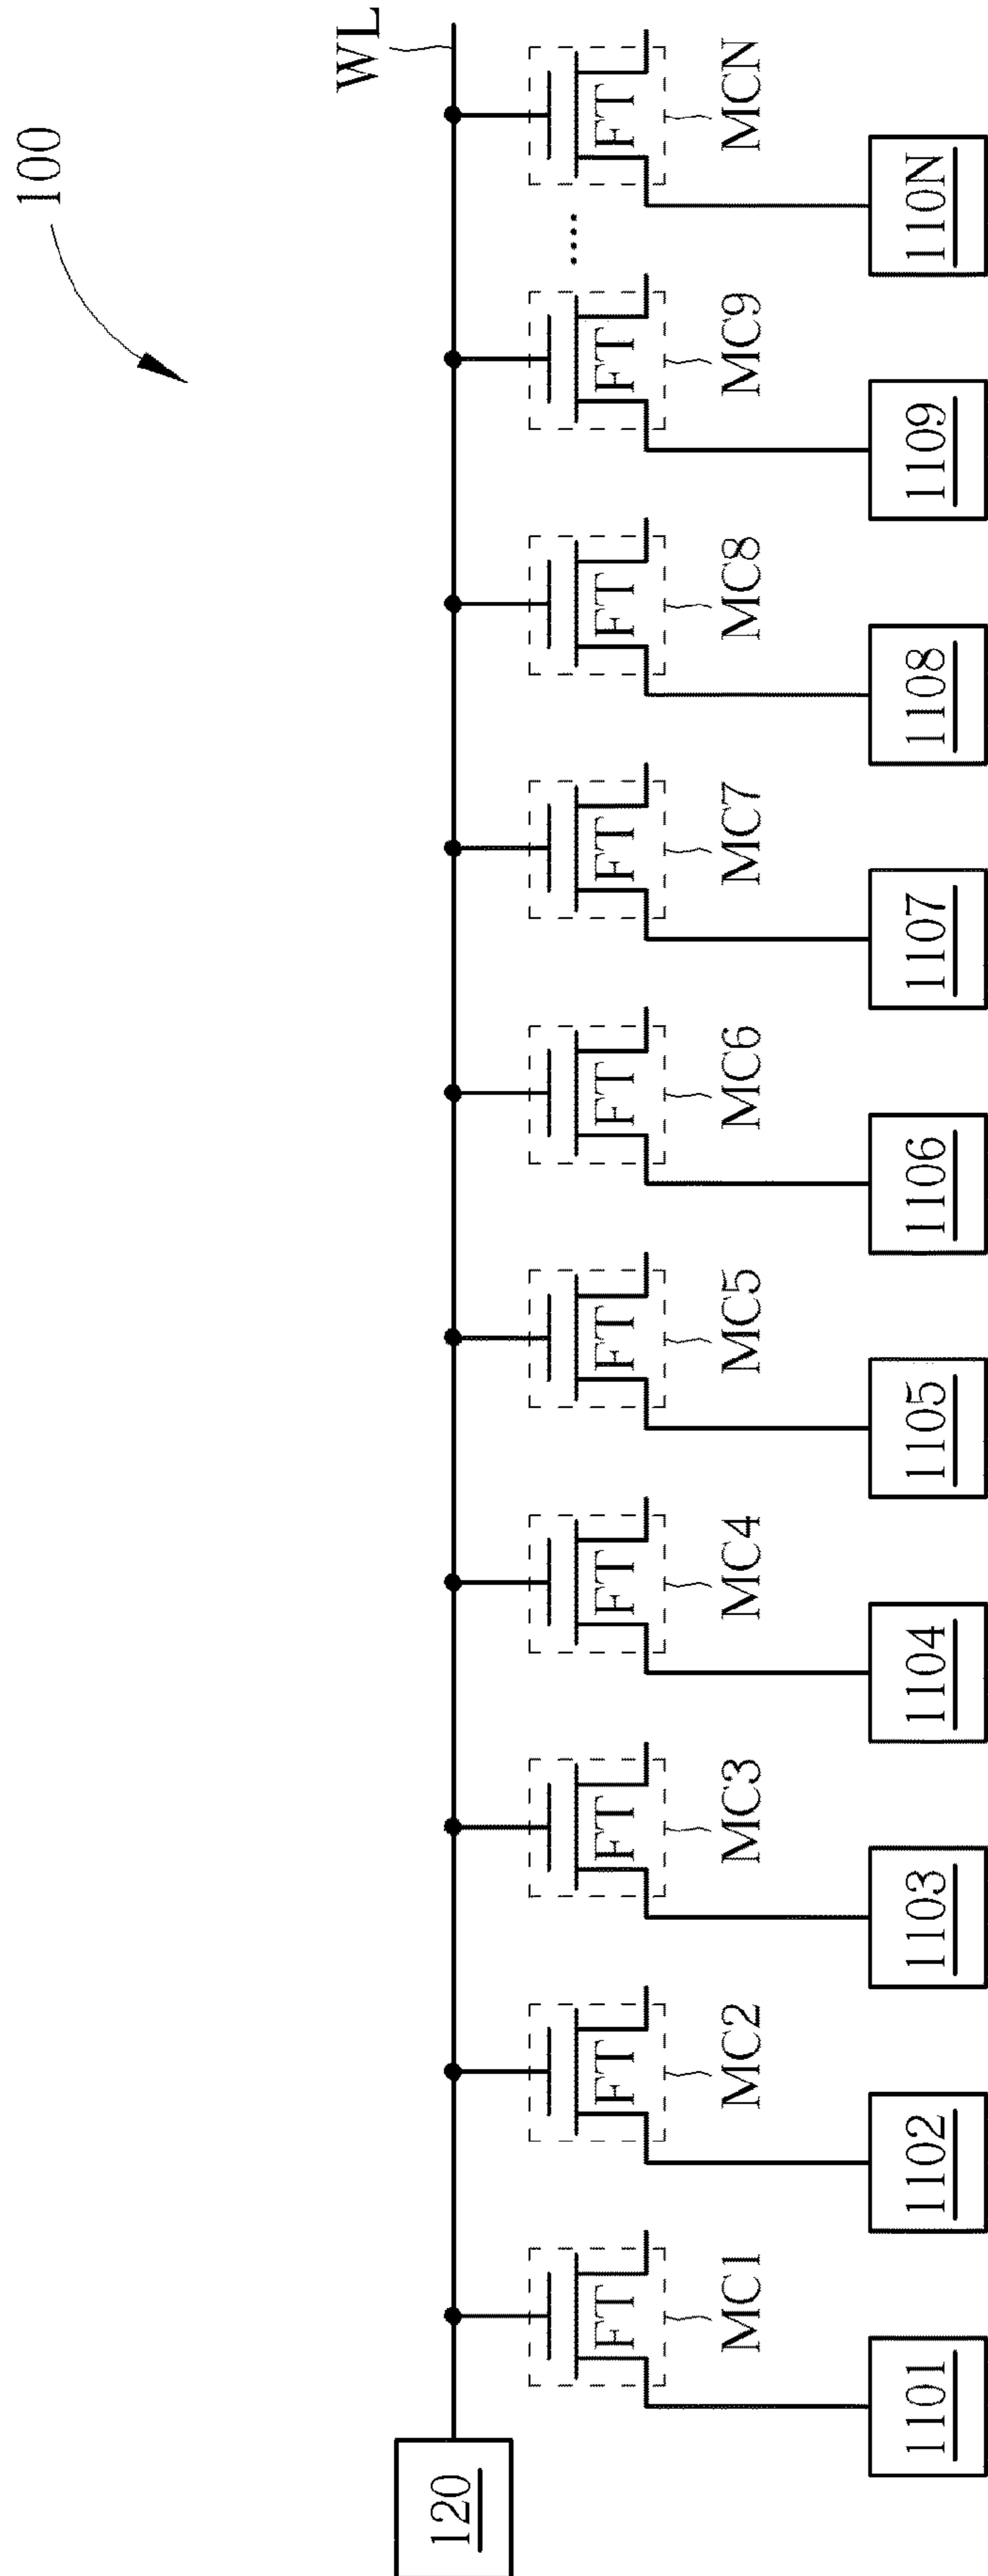 100
WL
120
FT
FT
FT
FT
FT
FT
FT
FT
FT
....
FT
MC1
MC2
MC3
MC4
MC5
MC6
MC7
MC8
MC9
MCN
1101
1102
1103
1104
1105
1106
1107
1108
1109
110N